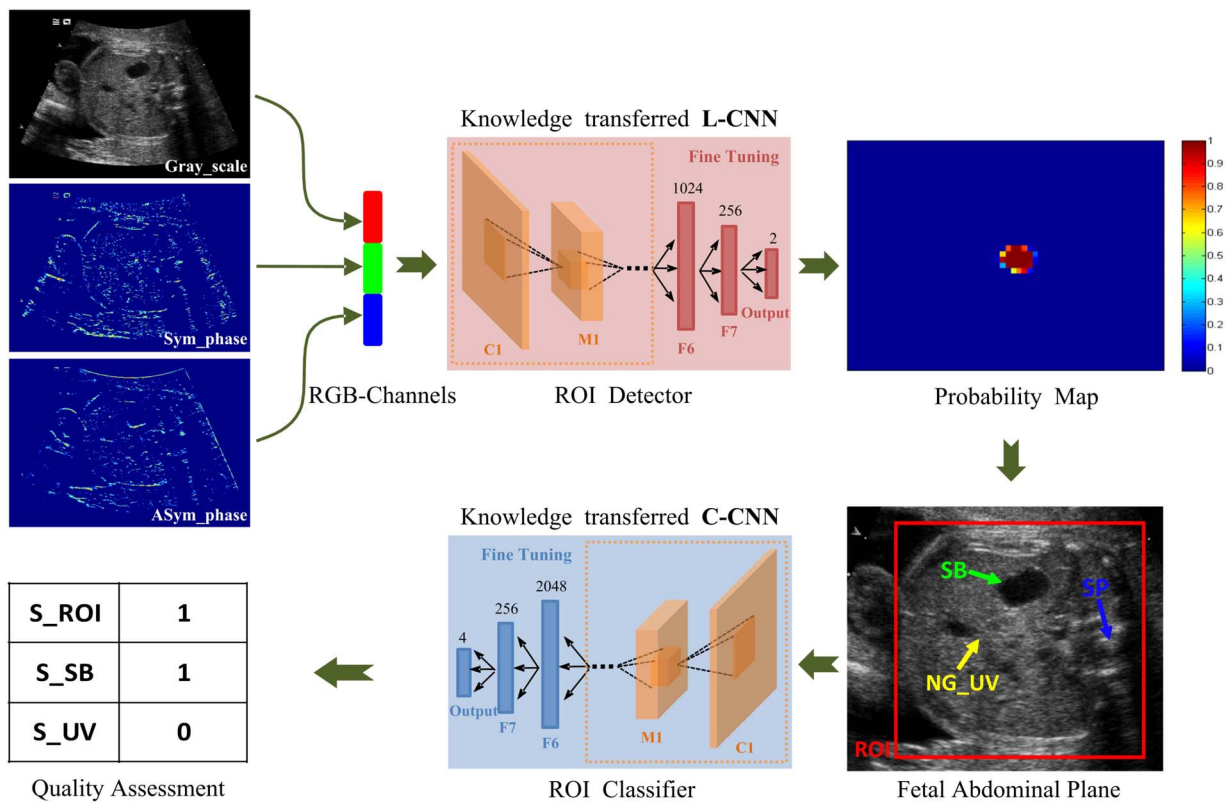 Gray_scale
Sym_phase
ASym_phase
RGB-Channels
Knowledge transferred L-CNN
Fine Tuning
1024
256
2
C1
M1
F6
F7
Output
ROI Detector
1
0.9
0.8
0.7
0.6
0.5
0.4
0.3
0.2
0.1
0
Probability Map
SB
SP
NG_UV
ROI
Fetal Abdominal Plane
Knowledge transferred C-CNN
Fine Tuning
2048
256
4
Output
F7
F6
M1
C1
ROI Classifier
S_ROI 1
S_SB 1
S_UV 0
Quality Assessment